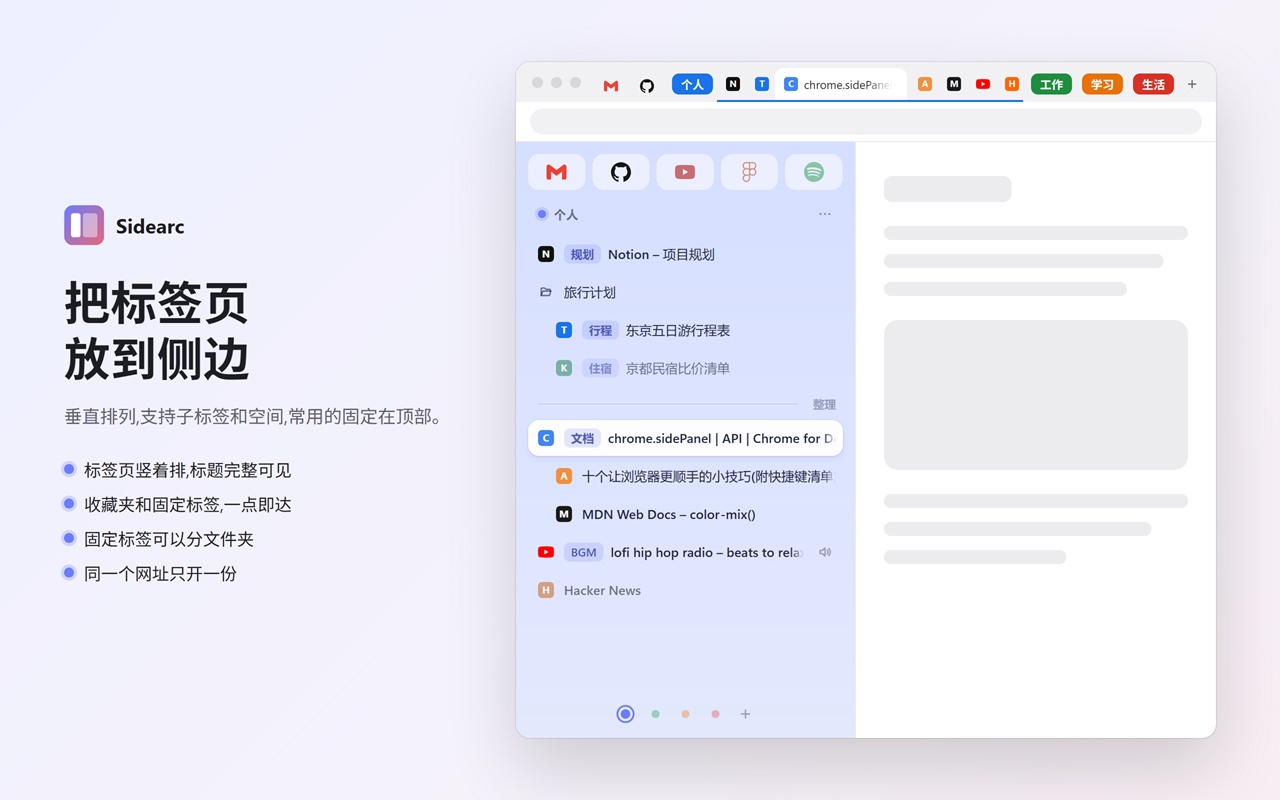 Sidearc
把标签页
放到侧边
垂直排列,支持子标签和空间,常用的固定在顶部。
标签页竖着排,标题完整可见
收藏夹和固定标签,一点即达
固定标签可以分文件夹
同一个网址只开一份
个人 N T C chrome.sidePane A M H 工作 学习 生活 +
个人 ...
N 规划 Notion – 项目规划
旅行计划
T 行程 东京五日游行程表
K 住宿 京都民宿比价清单
整理
C 文档 chrome.sidePanel | API | Chrome for D
A 十个让浏览器更顺手的小技巧(附快捷键清单
M MDN Web Docs – color-mix()
BGM lofi hip hop radio – beats to rela
H Hacker News
+